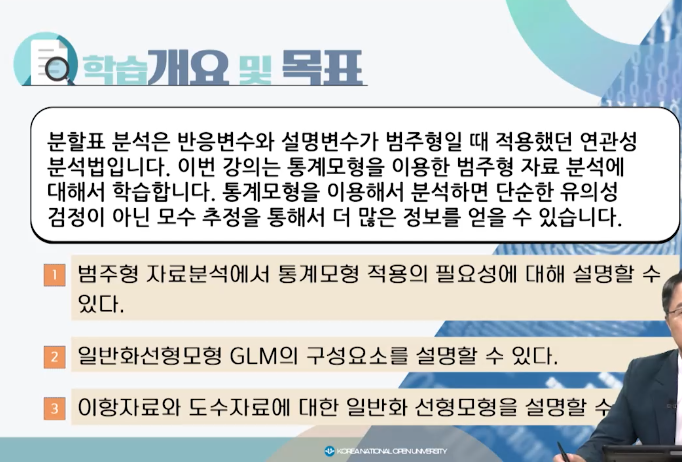 학습개요 및 목표
분할표 분석은 반응변수와 설명변수가 범주형일 때 적용했던 연관성
분석법입니다. 이번 강의는 통계모형을 이용한 범주형 자료 분석에
대해서 학습합니다. 통계모형을 이용해서 분석하면 단순한 유의성
검정이 아닌 모수 추정을 통해서 더 많은 정보를 얻을 수 있습니다.
1 범주형 자료분석에서 통계모형 적용의 필요성에 대해 설명할 수
있다.
2 일반화선형모형 GLM의 구성요소를 설명할 수 있다.
3 이항자료와 도수자료에 대한 일반화 선형모형을 설명할 수
KOREA NATIONAL OPEN UNIVERSITY